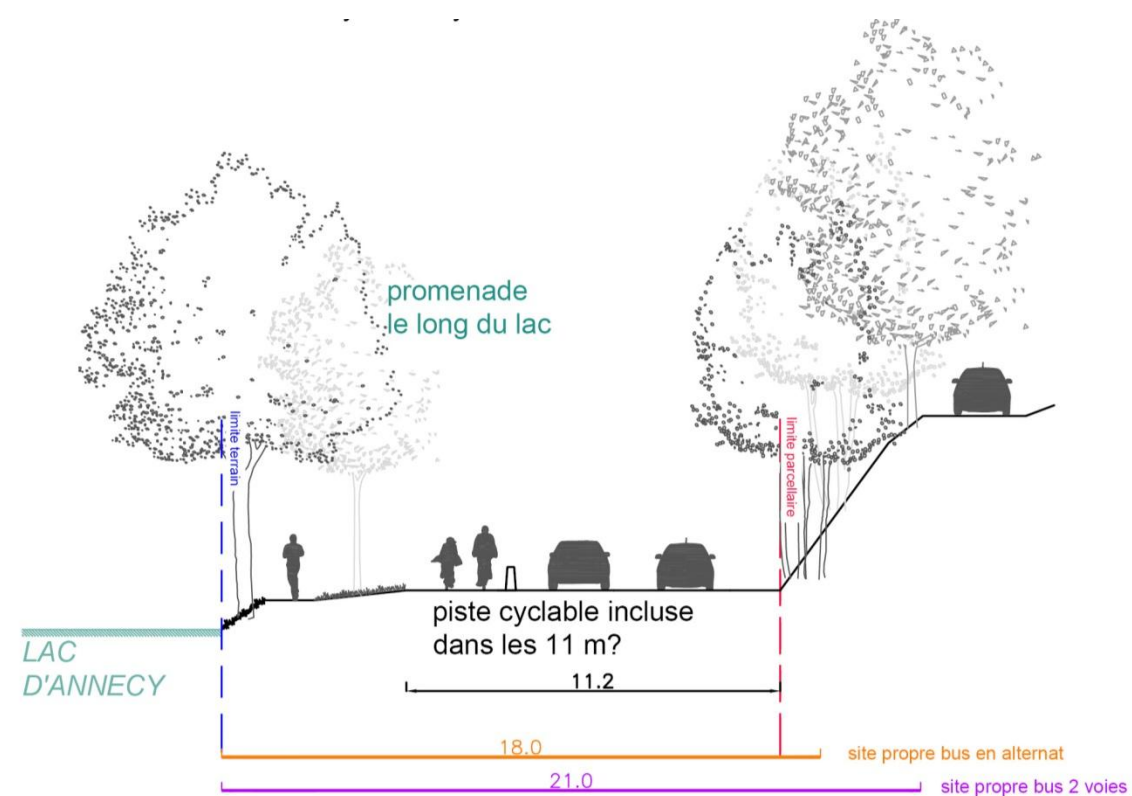 promenade
le long du lac
limite terrain
limite parcellaire
piste cyclable incluse
dans les 11 m?
LAC
D'ANNECY
11.2
18.0
site propre bus en alternat
21.0
site propre bus 2 voies